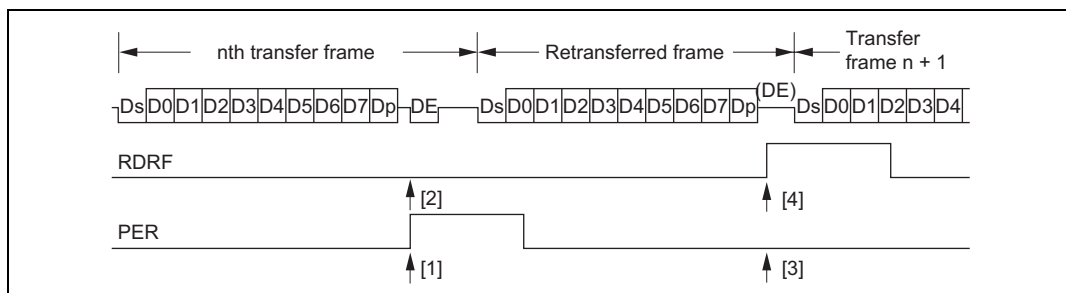 nth transfer frame Retransferred frame Transfer
frame n + 1
(DE)
Ds D0 D1 D2 D3 D4 D5 D6 D7 Dp DE Ds D0 D1 D2 D3 D4 D5 D6 D7 Dp Ds D0 D1 D2 D3 D4
RDRF
[2] [4]
PER
[1] [3]